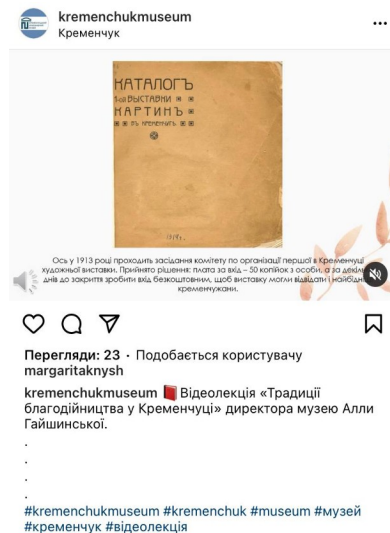 kremenchukmuseum
Кременчук
КАТАЛОГЪ
1-ой ВЫСТАВКИ
КАРТИНЪ
ВЪ КРЕМЕНЧУГѢ
Ось у 1913 році проходить засідання комітету по організації першої в Кременчуці
художньої виставки. Прийнято рішення: плата за вхід – 50 копійок з особи, а за декіль
днів до закриття зробити вхід безкоштовним, щоб виставку могли відвідати і найбідн
кременчужани.
Перегляди: 23 · Подобається користувачу
margaritaknysh
kremenchukmuseum Відеолекція «Традиції
благодійництва у Кременчуці» директора музею Алли
Гайшинської.
.
.
.
.
#kremenchukmuseum #kremenchuk #museum #музей
#кременчук #відеолекція